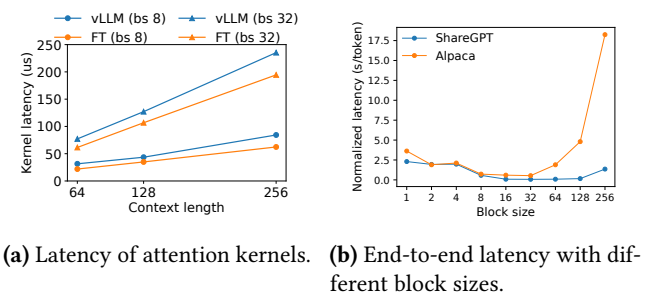 vLLM (bs 8) vLLM (bs 32)
FT (bs 8) FT (bs 32)
250
200
150
100
50
0
Kernel latency (us)
64 128 256
Context length
ShareGPT
Alpaca
17.5
15.0
12.5
10.0
7.5
5.0
2.5
0.0
Normalized latency (s/token)
1 2 4 8 16 32 64 128 256
Block size
(a) Latency of attention kernels.
(b) End-to-end latency with dif-
ferent block sizes.